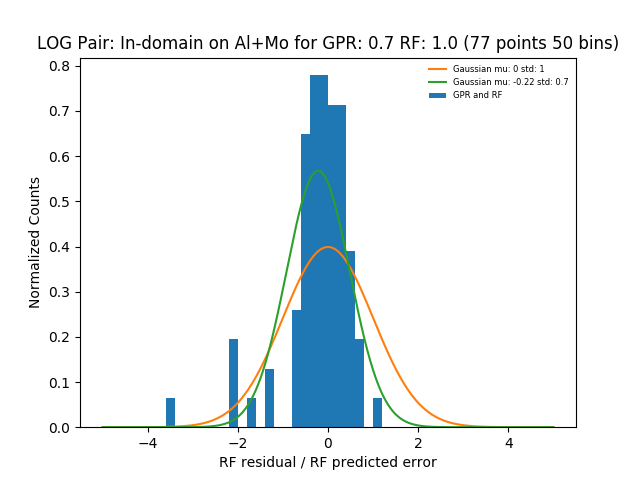 LOG Pair: In-domain on Al+Mo for GPR: 0.7 RF: 1.0 (77 points 50 bins)
Gaussian mu: 0 std: 1
Gaussian mu: -0.22 std: 0.7
GPR and RF
0.8
0.7
0.6
0.5
0.4
0.3
0.2
0.1
0.0
Normalized Counts
−4 −2 0 2 4
RF residual / RF predicted error